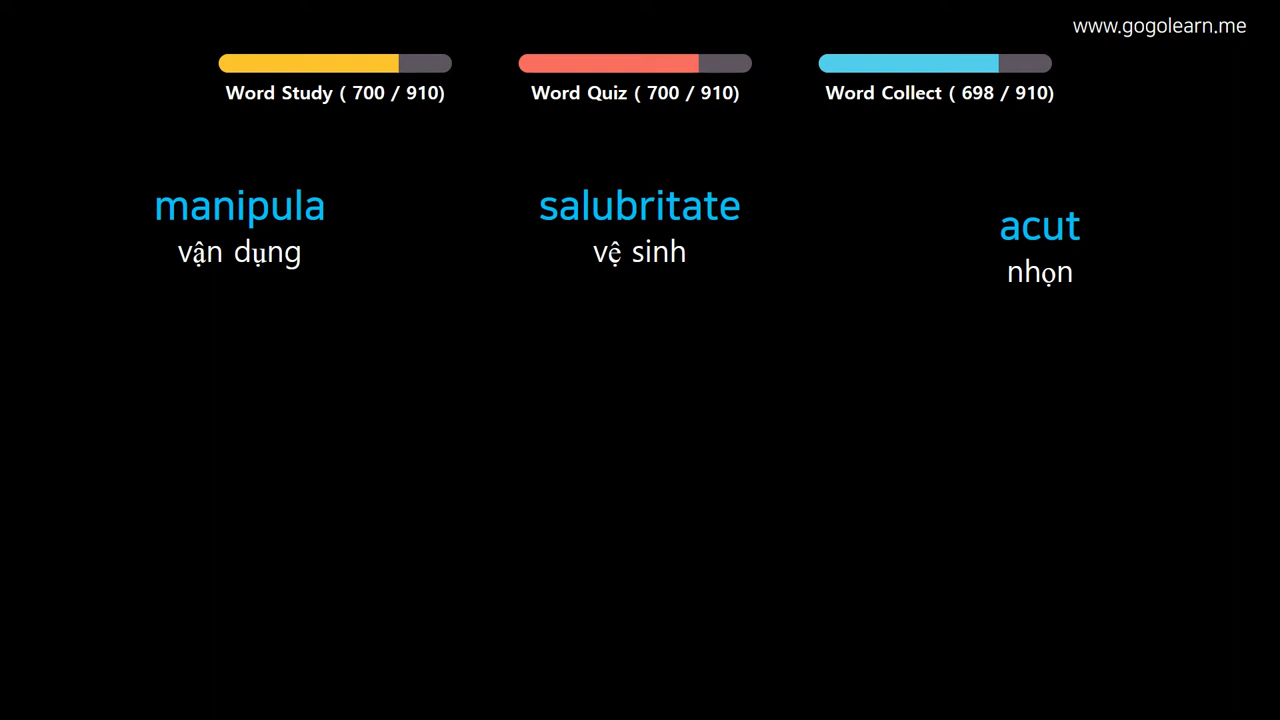 www.gogolearn.me
Word Study ( 700 / 910)
Word Quiz ( 700 / 910)
Word Collect ( 698 / 910)
manipula
vận dụng
salubritate
vệ sinh
acut
nhọn